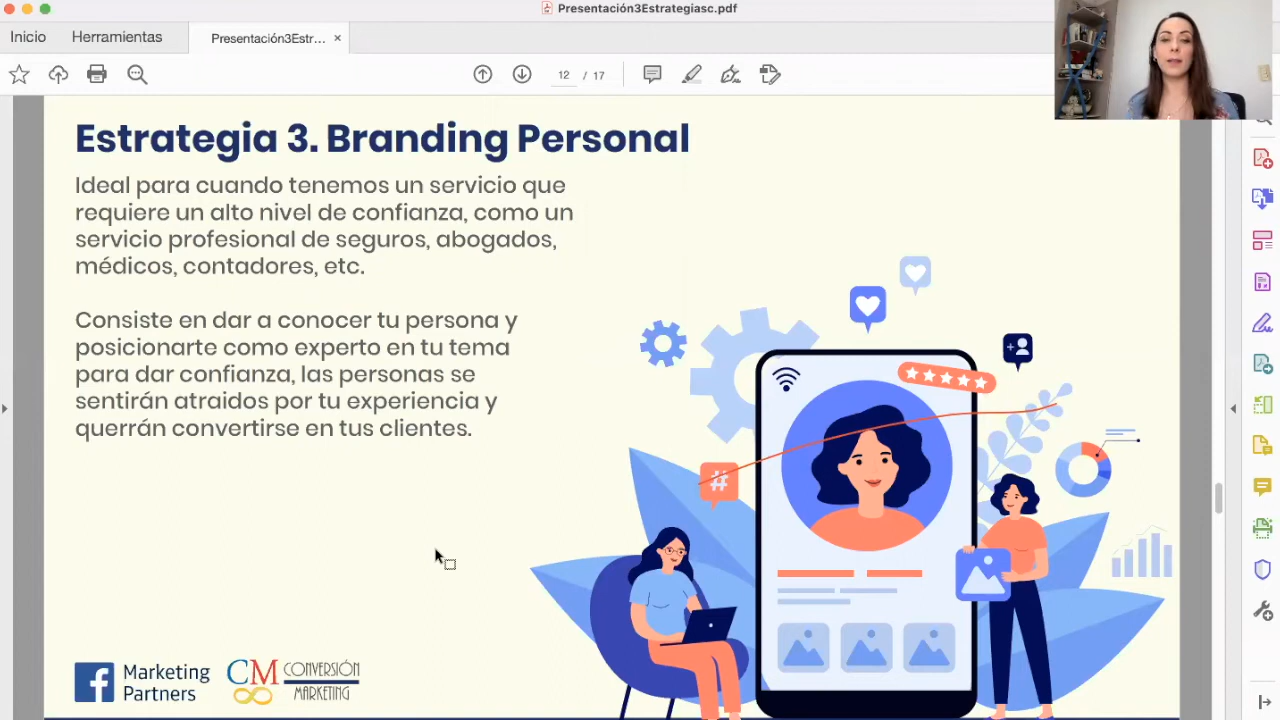 Presentación3Estrategiasc.pdf
Inicio
Herramientas
Presentación3Estr...
12 / 17
Estrategia 3. Branding Personal
Ideal para cuando tenemos un servicio que
requiere un alto nivel de confianza, como un
servicio profesional de seguros, abogados,
médicos, contadores, etc.
Consiste en dar a conocer tu persona y
posicionarte como experto en tu tema
para dar confianza, las personas se
sentirán atraidos por tu experiencia y
querrán convertirse en tus clientes.
#
Marketing
Partners
CM
CONVERSIÓN
MARKETING